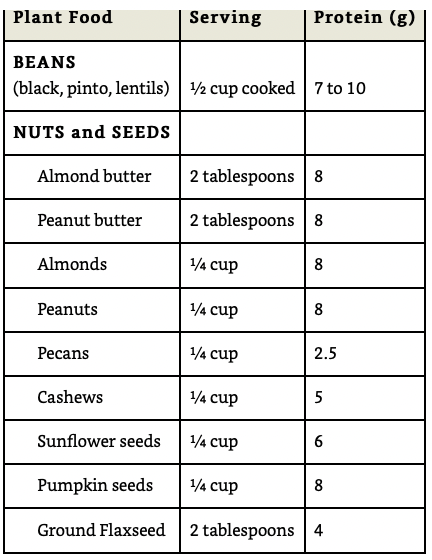 Plant Food Serving Protein (g)
BEANS
(black, pinto, lentils) ½ cup cooked 7 to 10
NUTS and SEEDS
Almond butter 2 tablespoons 8
Peanut butter 2 tablespoons 8
Almonds ¼ cup 8
Peanuts ¼ cup 8
Pecans ¼ cup 2.5
Cashews ¼ cup 5
Sunflower seeds ¼ cup 6
Pumpkin seeds ¼ cup 8
Ground Flaxseed 2 tablespoons 4